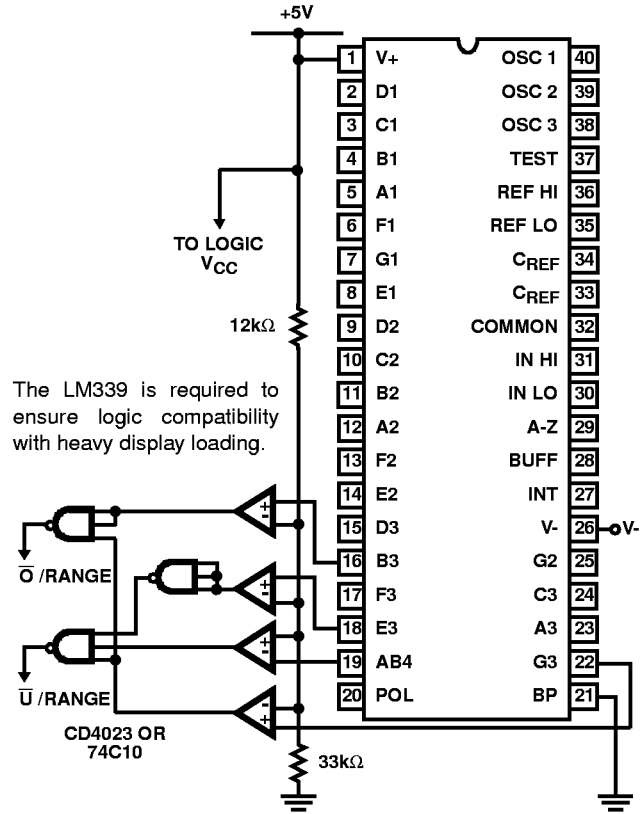 +5V
1 V+ OSC 1 40
2 D1 OSC 2 39
3 C1 OSC 3 38
4 B1 TEST 37
5 A1 REF HI 36
6 F1 REF LO 35
7 G1 CREF 34
8 E1 CREF 33
9 D2 COMMON 32
10 C2 IN HI 31
11 B2 IN LO 30
12 A2 A-Z 29
13 F2 BUFF 28
14 E2 INT 27
15 D3 V- 26 V-
16 B3 G2 25
17 F3 C3 24
18 E3 A3 23
19 AB4 G3 22
20 POL BP 21
TO LOGIC
VCC
12kΩ
The LM339 is required to
ensure logic compatibility
with heavy display loading.
+
-
+
-
-
+
-
+
O̅ /RANGE
U̅ /RANGE
CD4023 OR
74C10
33kΩ